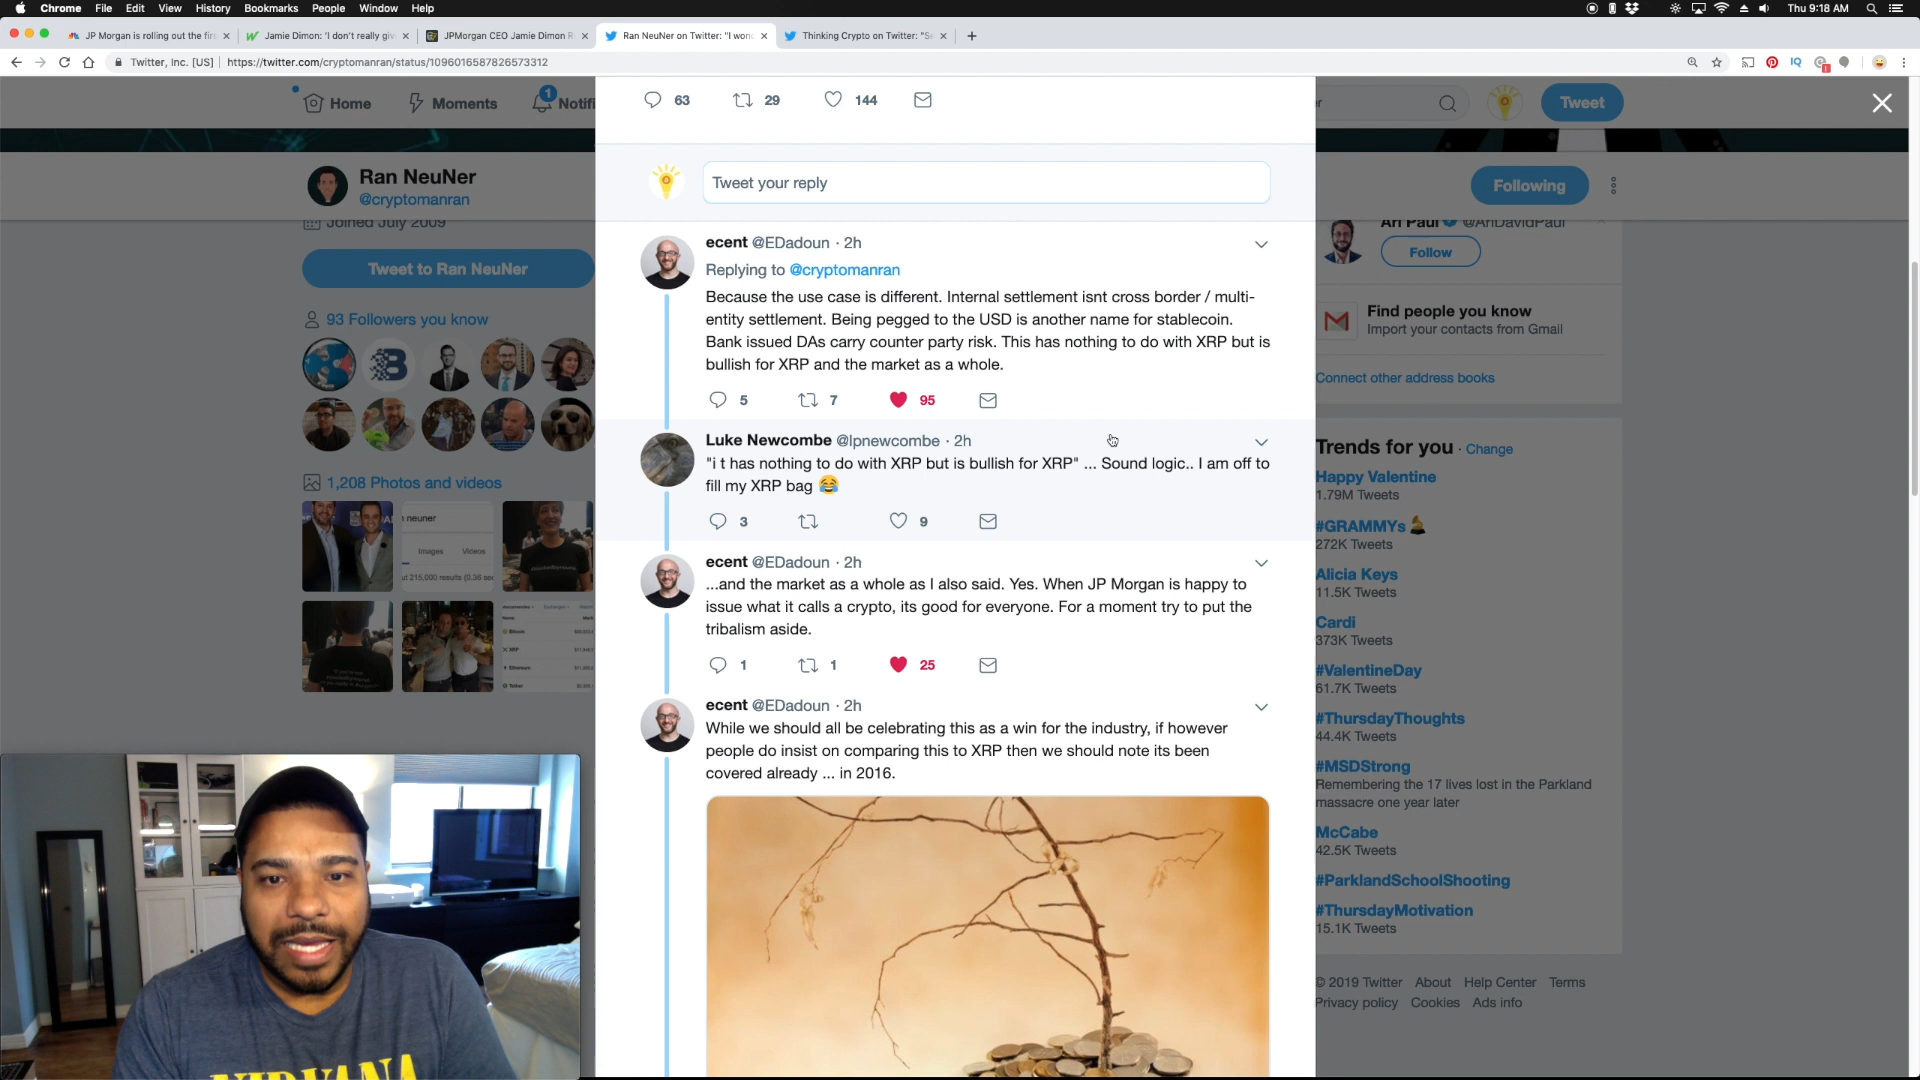 Chrome File Edit View History Bookmarks People Window Help
Thu 9:18 AM
JP Morgan is rolling out the fir
Jamie Dimon: 'I don't really giv
JPMorgan CEO Jamie Dimon R
Ran NeuNer on Twitter: "I won
Thinking Crypto on Twitter: "Se
Twitter, Inc. [US] https://twitter.com/cryptomanran/status/1096016587826573312
Home
Moments
1
Notifi
Tweet
63 29 144
Ran NeuNer
@cryptomanran
Following
Joined July 2009
Tweet to Ran NeuNer
93 Followers you know
1,208 Photos and videos
Images Videos
Tweet your reply
ecent @EDadoun · 2h
Replying to @cryptomanran
Because the use case is different. Internal settlement isnt cross border / multi-
entity settlement. Being pegged to the USD is another name for stablecoin.
Bank issued DAs carry counter party risk. This has nothing to do with XRP but is
bullish for XRP and the market as a whole.
5 7 95
Luke Newcombe @lpnewcombe · 2h
"i t has nothing to do with XRP but is bullish for XRP" ... Sound logic.. I am off to
fill my XRP bag 😂
3 9
ecent @EDadoun · 2h
...and the market as a whole as I also said. Yes. When JP Morgan is happy to
issue what it calls a crypto, its good for everyone. For a moment try to put the
tribalism aside.
1 1 25
ecent @EDadoun · 2h
While we should all be celebrating this as a win for the industry, if however
people do insist on comparing this to XRP then we should note its been
covered already ... in 2016.
Ari Paul @AriDavidPaul
Follow
Find people you know
Import your contacts from Gmail
Connect other address books
Trends for you · Change
Happy Valentine
1.79M Tweets
#GRAMMYs
272K Tweets
Alicia Keys
11.5K Tweets
Cardi
373K Tweets
#ValentineDay
61.7K Tweets
#ThursdayThoughts
44.4K Tweets
#MSDStrong
Remembering the 17 lives lost in the Parkland
massacre one year later
McCabe
42.5K Tweets
#ParklandSchoolShooting
#ThursdayMotivation
15.1K Tweets
© 2019 Twitter About Help Center Terms
Privacy policy Cookies Ads info
NIRVANA